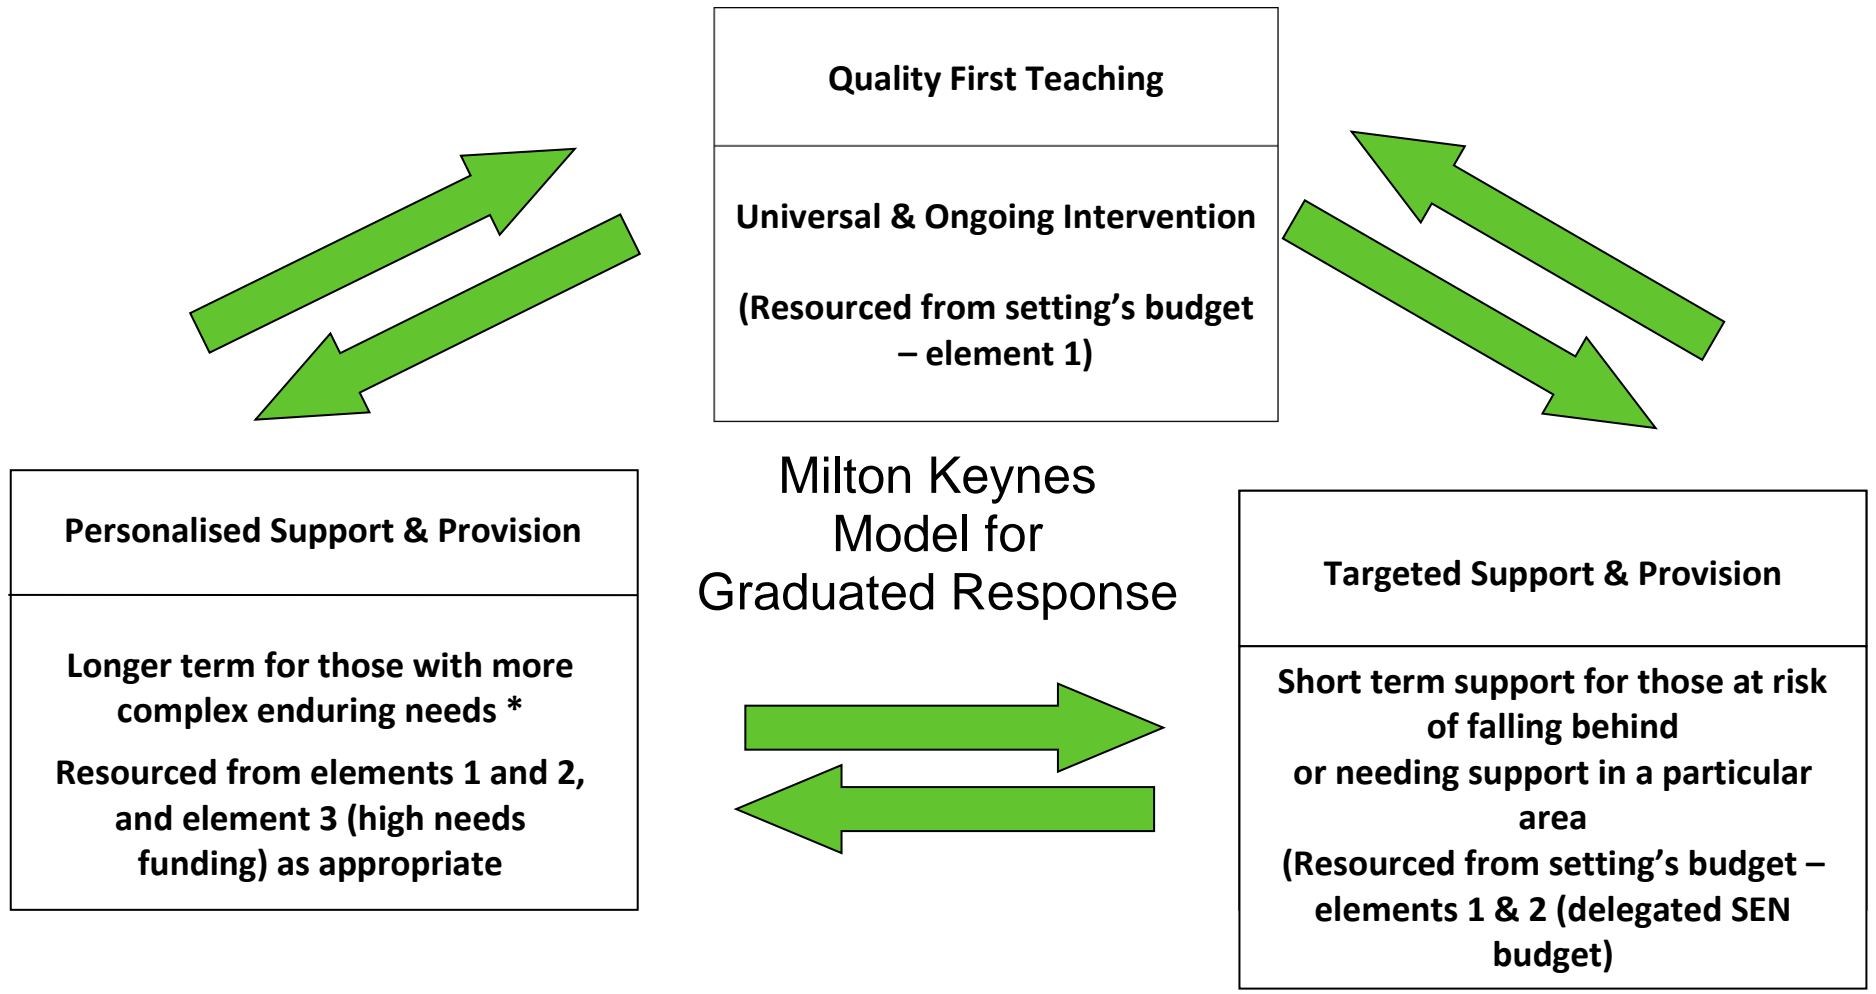 Quality First Teaching
Universal & Ongoing Intervention
(Resourced from setting’s budget
– element 1)
Milton Keynes
Model for
Graduated Response
Personalised Support & Provision
Longer term for those with more
complex enduring needs *
Resourced from elements 1 and 2,
and element 3 (high needs
funding) as appropriate
Targeted Support & Provision
Short term support for those at risk
of falling behind
or needing support in a particular
area
(Resourced from setting’s budget –
elements 1 & 2 (delegated SEN
budget)